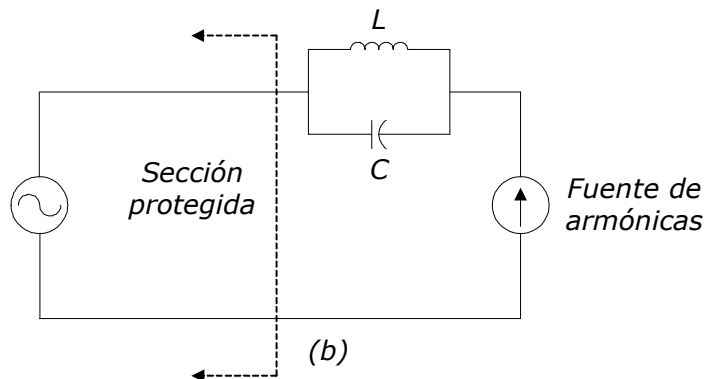 L
C
Sección
protegida
Fuente de
armónicas
(b)